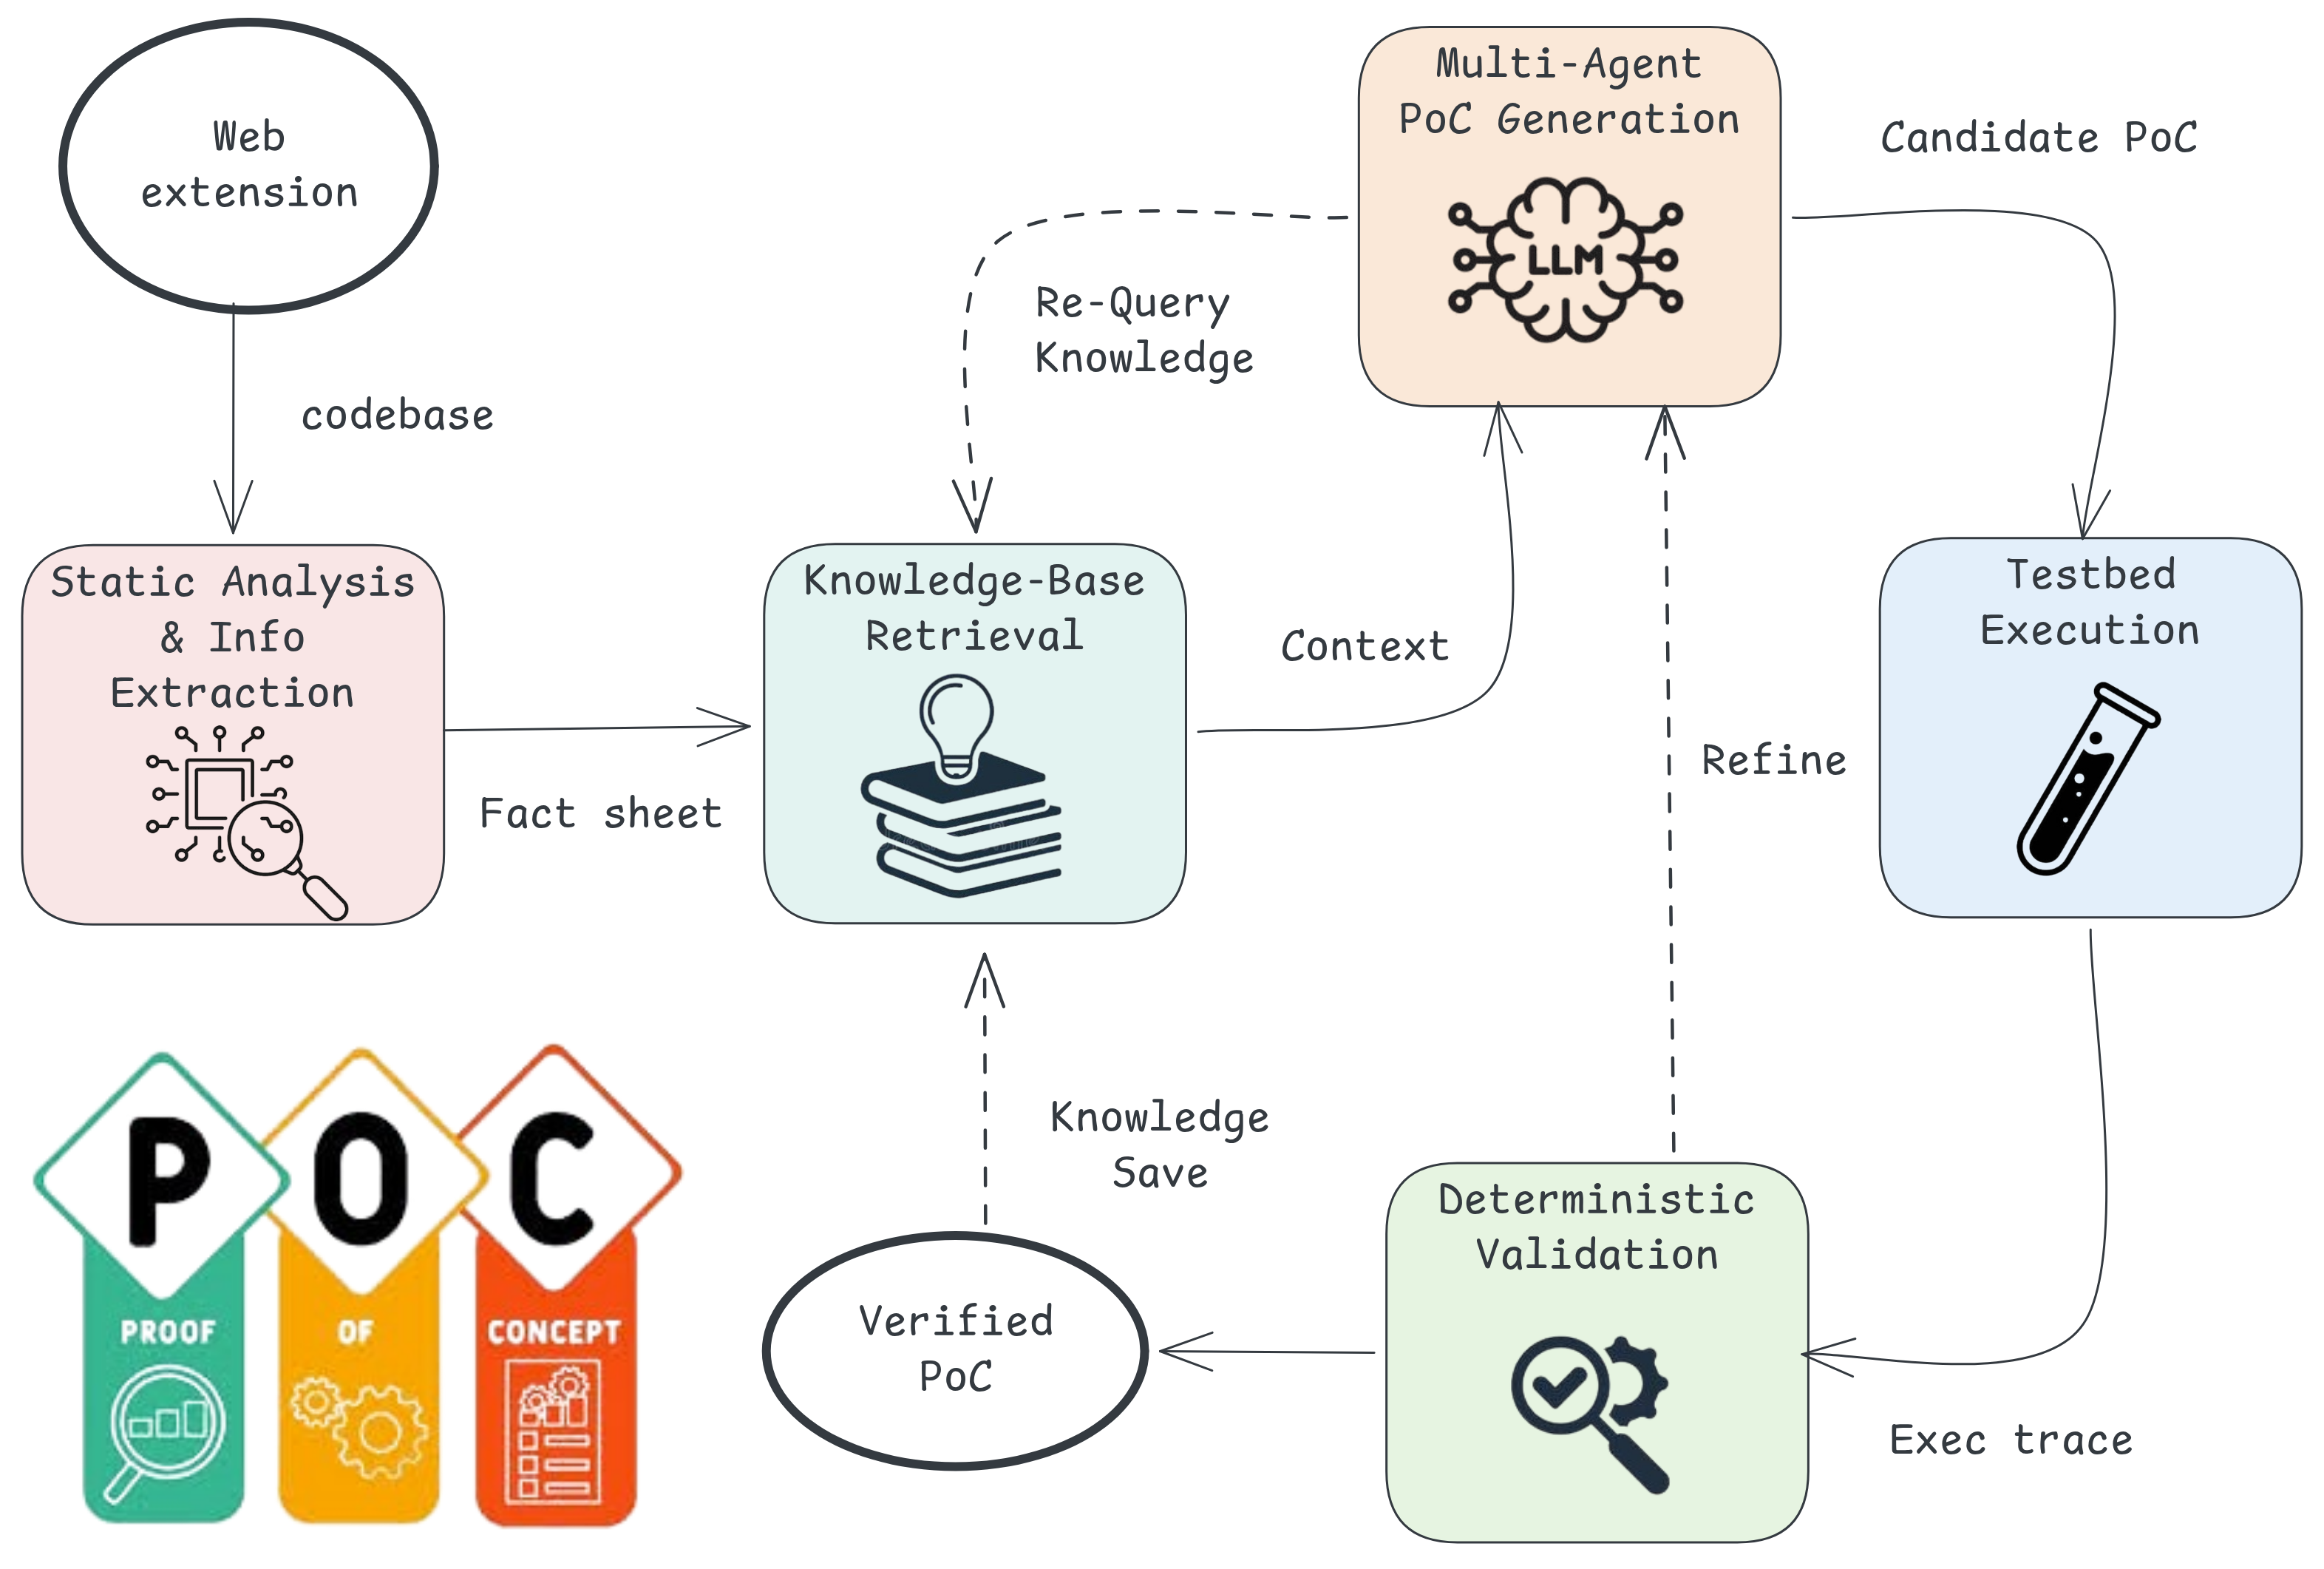 Web
extension
codebase
Static Analysis
& Info
Extraction
Fact sheet
Knowledge-Base
Retrieval
Re-Query
Knowledge
Context
Multi-Agent
PoC Generation
LLM
Candidate PoC
Testbed
Execution
Refine
Exec trace
Deterministic
Validation
Verified
PoC
Knowledge
Save
P O C
PROOF OF CONCEPT